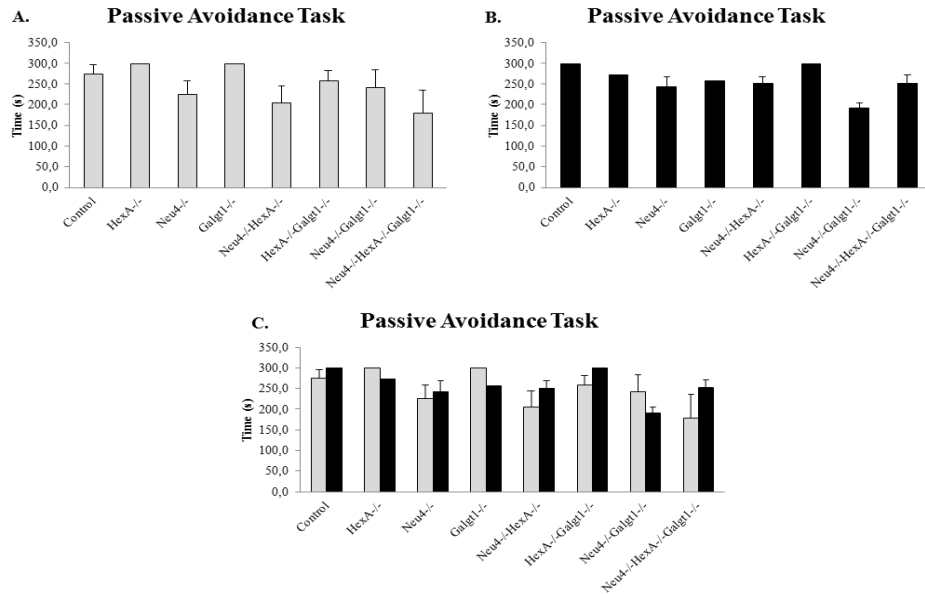 A.
Passive Avoidance Task
350,0
300,0
250,0
200,0
150,0
100,0
50,0
0,0
Time (s)
Control
HexA-/-
Neu4-/-
Galgt1-/-
Neu4-/-HexA-/-
HexA-/-Galgt1-/-
Neu4-/-Galgt1-/-
Neu4-/-HexA-/-Galgt1-/-
B.
Passive Avoidance Task
350,0
300,0
250,0
200,0
150,0
100,0
50,0
0,0
Time (s)
Control
HexA-/-
Neu4-/-
Galgt1-/-
Neu4-/-HexA-/-
HexA-/-Galgt1-/-
Neu4-/-Galgt1-/-
Neu4-/-HexA-/-Galgt1-/-
C.
Passive Avoidance Task
350,0
300,0
250,0
200,0
150,0
100,0
50,0
0,0
Time (s)
Control
HexA-/-
Neu4-/-
Galgt1-/-
Neu4-/-HexA-/-
HexA-/-Galgt1-/-
Neu4-/-Galgt1-/-
Neu4-/-HexA-/-Galgt1-/-